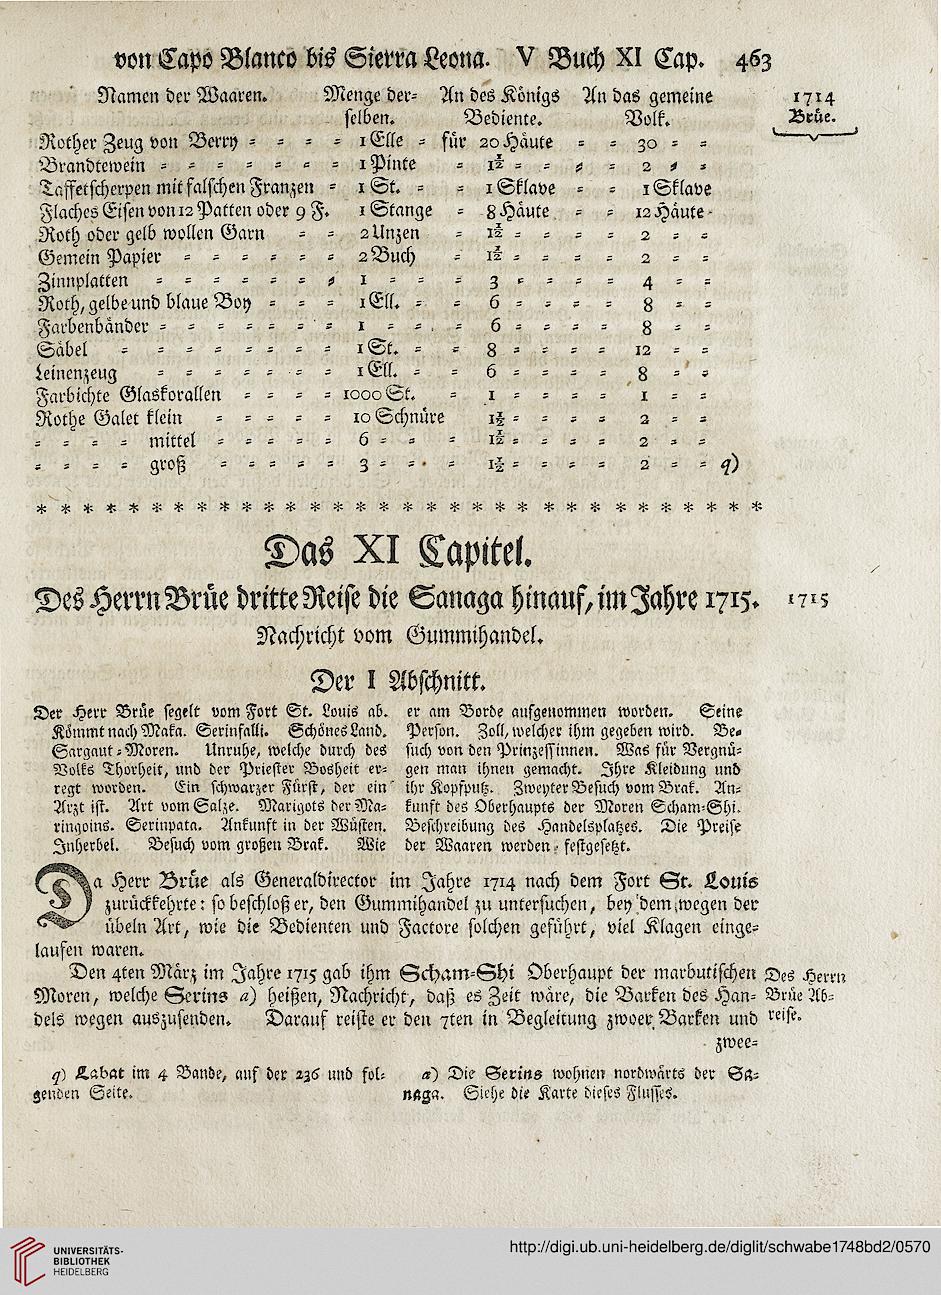 von Capo Blanco bis Sierra Leona. V Buch XI Cap. 463
Namen der Waaren. Menge der= An des Königs An das gemeine 1714
selben. Bediente. Volk. Brüe.
Rother Zeug von Berry = = = = 1 Elle = für 20 Häute = = 30 = =
Brandtewein = = = = = = = 1 Pinte = 1½ = = = = 2 = =
Taffetscherpen mit falschen Franzen = 1 St. = = 1 Sklave = = 1 Sklave
Flaches Eisen von 12 Patten oder 9 F. 1 Stange = 8 Häute = = 12 Häute =
Roth oder gelb wollen Garn = = 2 Unzen = 1½ = = = = 2 = =
Gemein Papier = = = = = = 2 Buch = 1½ = = = = 2 = =
Zinnplatten = = = = = = = 1 = = = 3 = = = = 4 = =
Roth, gelbe und blaue Boy = = = 1 Ell. = = 6 = = = = 8 = =
Farbenbänder = = = = = = = 1 = = = 6 = = = = 8 = =
Säbel = = = = = = = = 1 St. = = 8 = = = = 12 = =
Leinenzeug = = = = = = = 1 Ell. = = 6 = = = = 8 = =
Farbichte Glaskorallen = = = = 1000 St. = 1 = = = = 1 = =
Rothe Galet klein = = = = = 10 Schnüre 1½ = = = = 2 = =
= = = = mittel = = = = = 6 = = = 1½ = = = = 2 = =
= = = = groß = = = = = 3 = = = 1½ = = = = 2 = = q)
* * * * * * * * * * * * * * * * * * * * * * * * * * * * * * * *
Das XI Capitel.
Des Herrn Brüe dritte Reise die Sanaga hinauf, im Jahre 1715. 1715
Nachricht vom Gummihandel.
Der I Abschnitt.
Der Herr Brüe segelt vom Fort St. Louis ab.
Kömmt nach Maka. Serinfalli. Schönes Land.
Sargaut=Moren. Unruhe, welche durch des
Volks Thorheit, und der Priester Bosheit er=
regt worden. Ein schwarzer Fürst, der ein
Arzt ist. Art vom Salze. Marigots der Ma=
ringoins. Serinpata. Ankunft in der Wüsten.
Inherbel. Besuch vom großen Brak. Wie
er am Borde aufgenommen worden. Seine
Person. Zoll, welcher ihm gegeben wird. Be=
such von den Prinzessinnen. Was für Vergnü=
gen man ihnen gemacht. Ihre Kleidung und
ihr Kopfputz. Zweyter Besuch vom Brak. An=
kunft des Oberhaupts der Moren Scham=Shi.
Beschreibung des Handelsplatzes. Die Preise
der Waaren werden festgesetzt.
Da Herr Brüe als Generaldirector im Jahre 1714 nach dem Fort St. Louis
zurückkehrte: so beschloß er, den Gummihandel zu untersuchen, bey dem, wegen der
übeln Art, wie die Bedienten und Factore solchen geführt, viel Klagen einge=
laufen waren.
Den 4ten März im Jahre 1715 gab ihm Scham=Shi Oberhaupt der marbutischen
Moren, welche Serins a) heißen, Nachricht, daß es Zeit wäre, die Barken des Han=
dels wegen auszusenden. Darauf reiste er den 7ten in Begleitung zwoer Barken und
zwee=
Des Herrn
Brüe Ab=
reise.
q) Labat im 4 Bande, auf der 236 und fol=
genden Seite.
a) Die Serins wohnen nordwärts der Sa=
naga. Siehe die Karte dieses Flusses.
UNIVERSITÄTS-
BIBLIOTHEK
HEIDELBERG
http://digi.ub.uni-heidelberg.de/diglit/schwabe1748bd2/0570